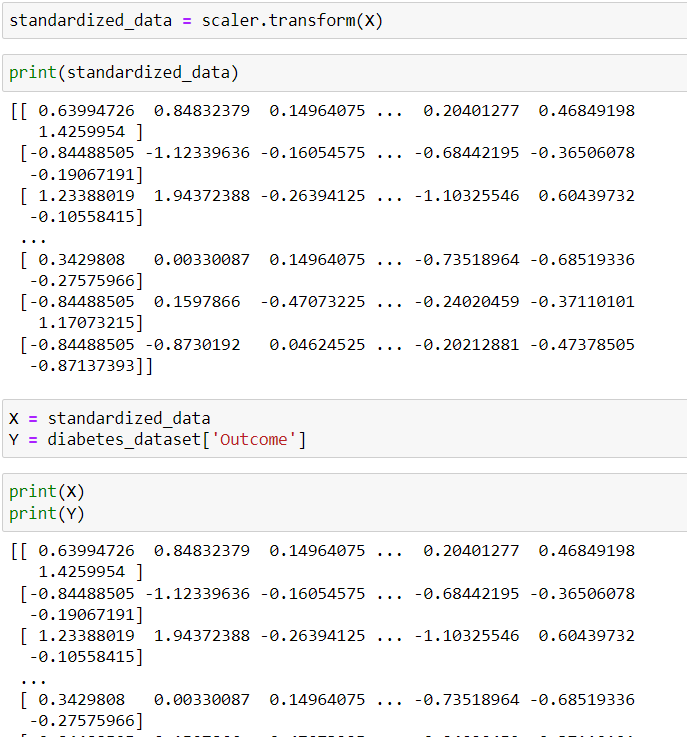 standardized_data = scaler.transform(X)
print(standardized_data)
[[ 0.63994726  0.84832379  0.14964075 ...  0.20401277  0.46849198
   1.4259954 ]
 [-0.84488505 -1.12339636 -0.16054575 ... -0.68442195 -0.36506078
  -0.19067191]
 [ 1.23388019  1.94372388 -0.26394125 ... -1.10325546  0.60439732
  -0.10558415]
 ...
 [ 0.3429808   0.00330087  0.14964075 ... -0.73518964 -0.68519336
  -0.27575966]
 [-0.84488505  0.1597866  -0.47073225 ... -0.24020459 -0.37110101
   1.17073215]
 [-0.84488505 -0.8730192   0.04624525 ... -0.20212881 -0.47378505
  -0.87137393]]
X = standardized_data
Y = diabetes_dataset['Outcome']
print(X)
print(Y)
[[ 0.63994726  0.84832379  0.14964075 ...  0.20401277  0.46849198
   1.4259954 ]
 [-0.84488505 -1.12339636 -0.16054575 ... -0.68442195 -0.36506078
  -0.19067191]
 [ 1.23388019  1.94372388 -0.26394125 ... -1.10325546  0.60439732
  -0.10558415]
 ...
 [ 0.3429808   0.00330087  0.14964075 ... -0.73518964 -0.68519336
  -0.27575966]